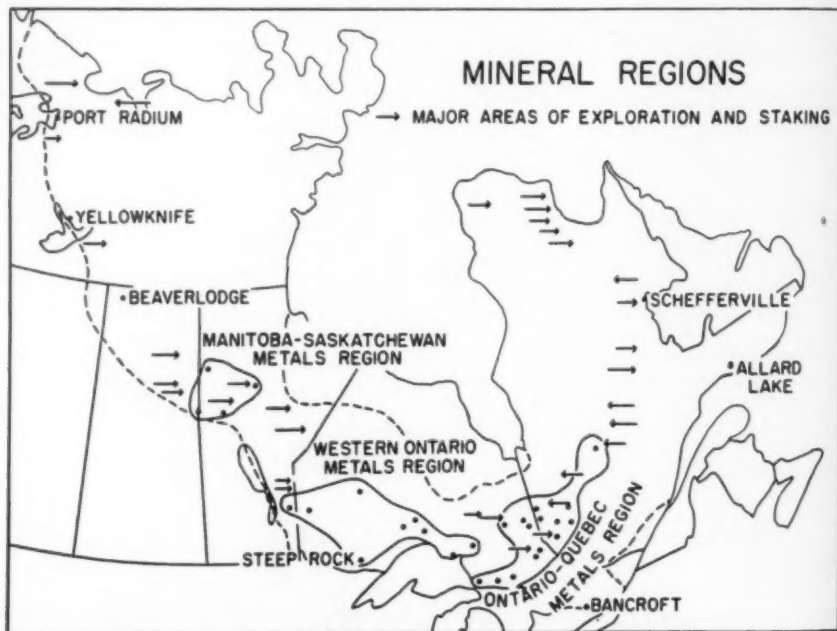 MINERAL REGIONS
→ MAJOR AREAS OF EXPLORATION AND STAKING
PORT RADIUM
YELLOWKNIFE
BEAVERLODGE
SCHEFFERVILLE
MANITOBA-SASKATCHEWAN
METALS REGION
ALLARD
LAKE
WESTERN ONTARIO
METALS REGION
STEEP ROCK
ONTARIO-QUEBEC
METALS REGION
BANCROFT